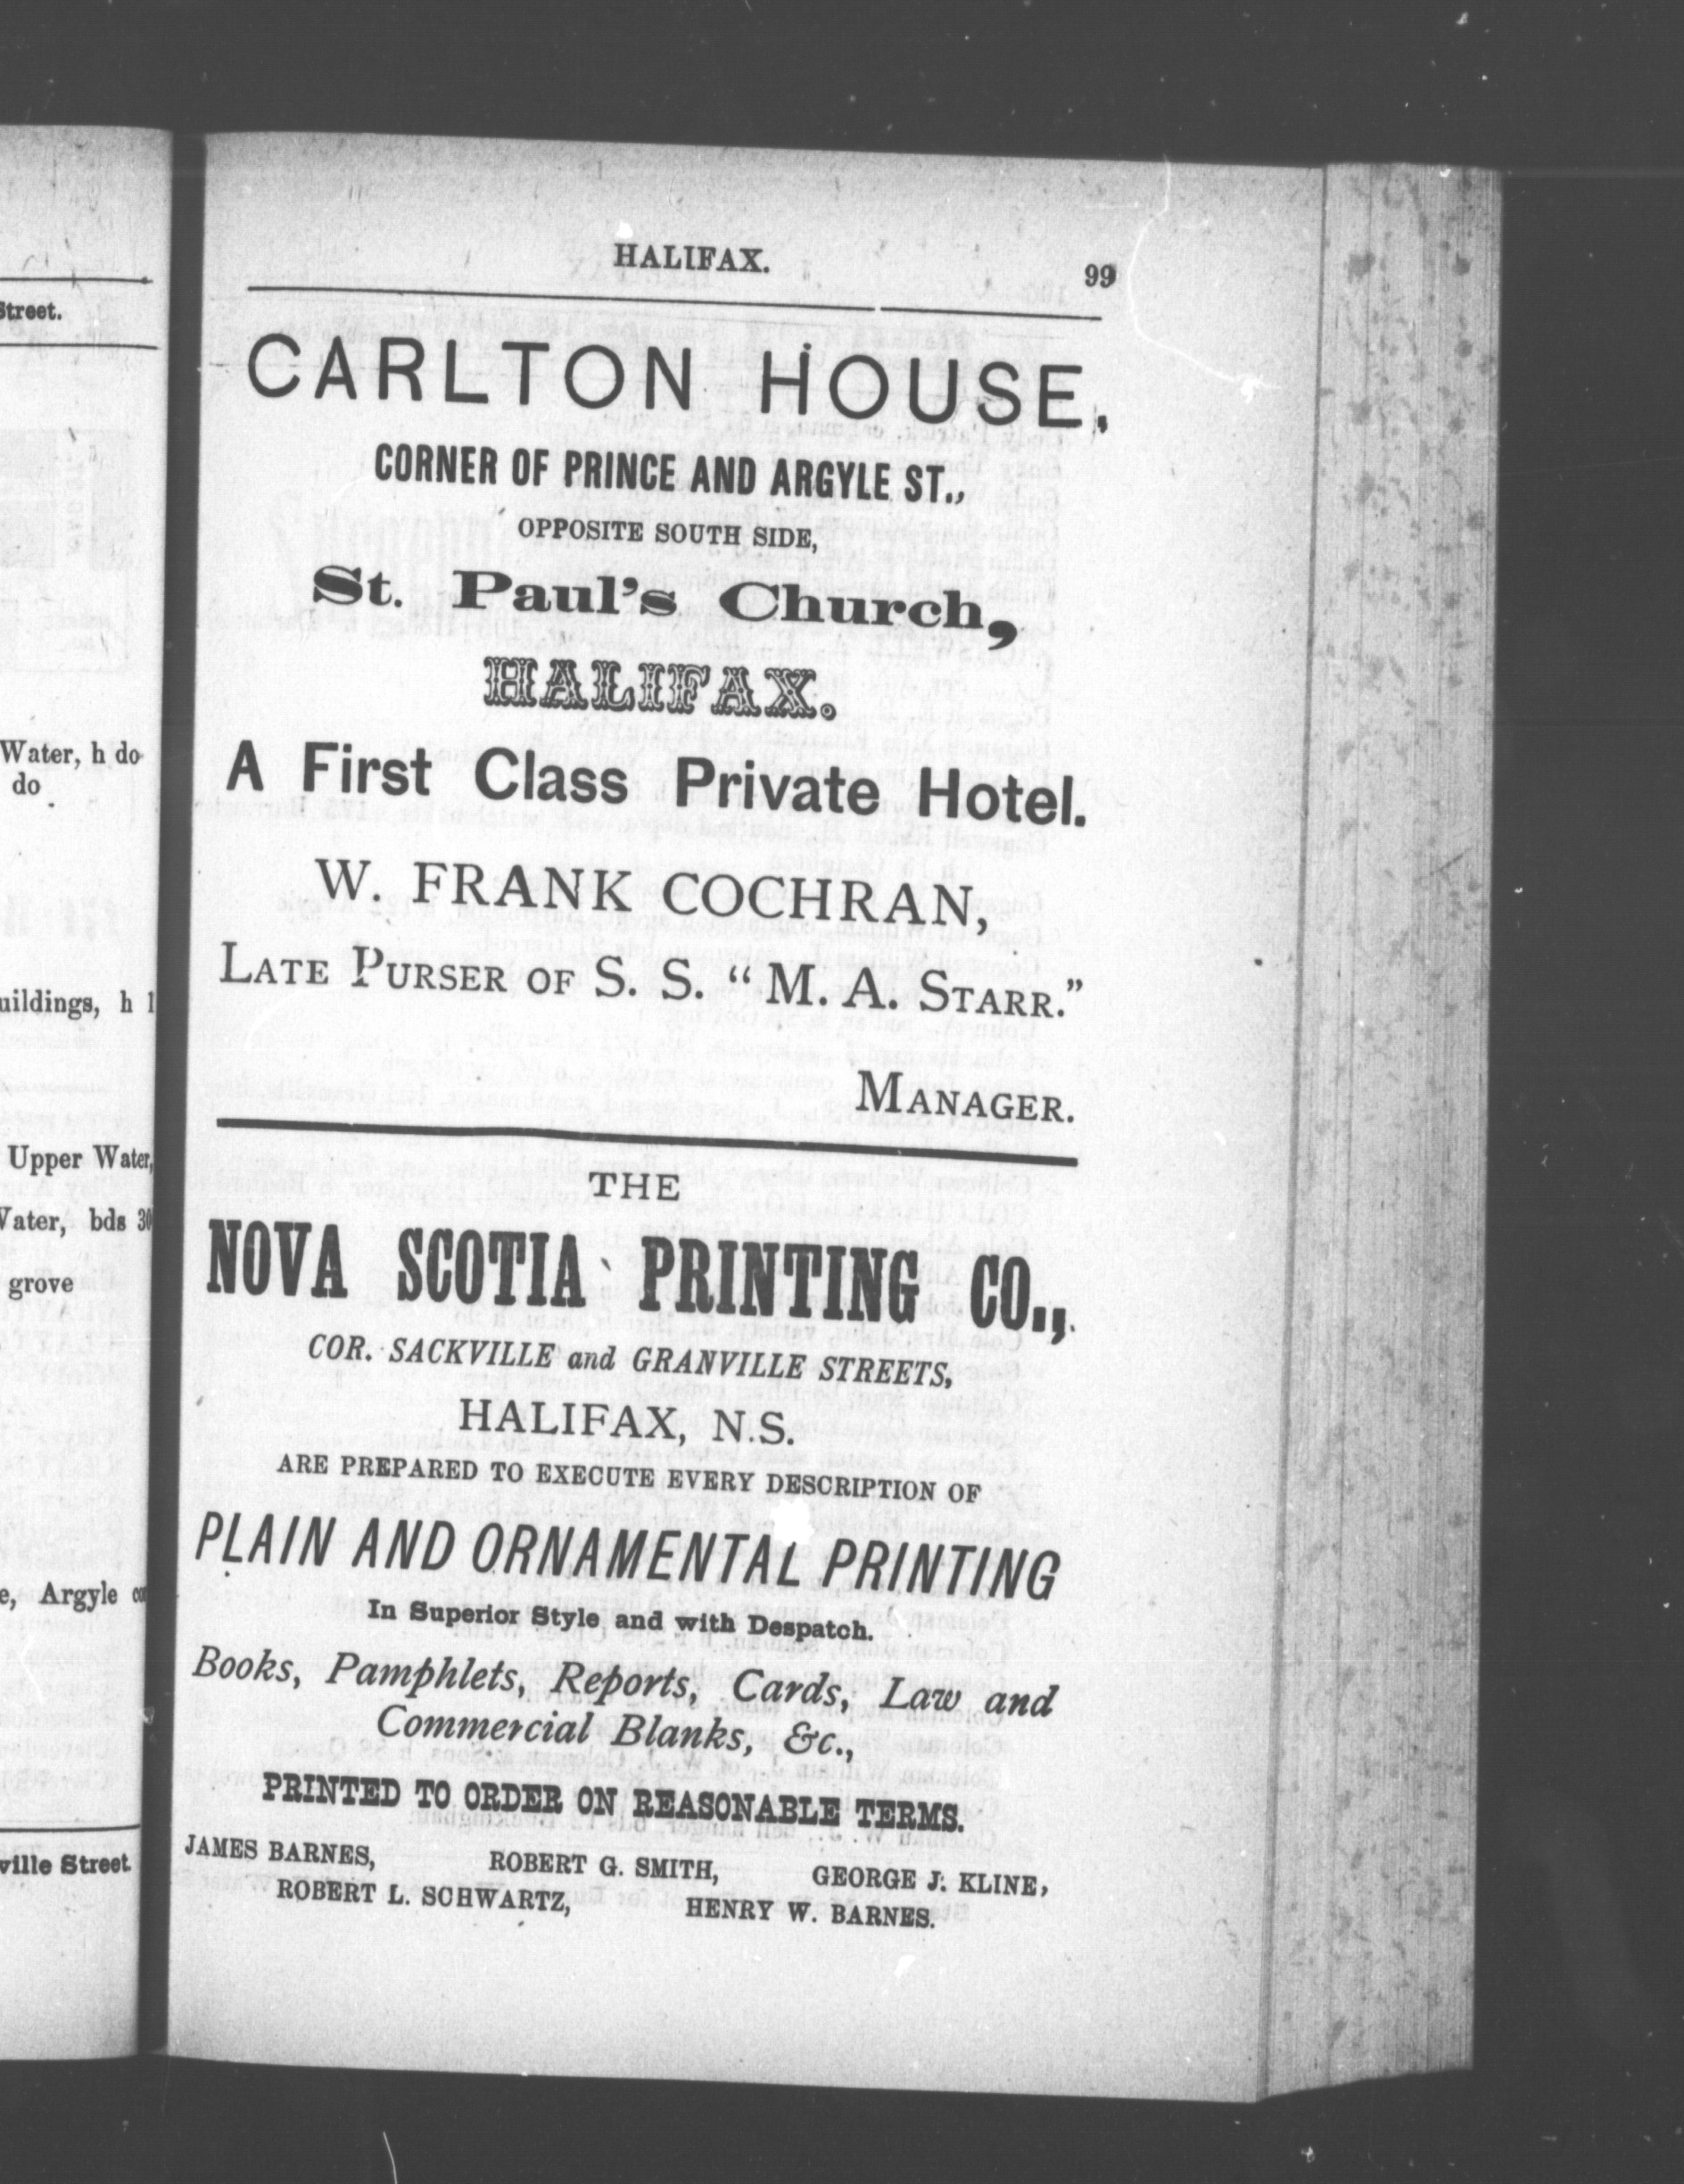 Street.
Water, h do
do
uildings, h 1
Upper Water,
Water, bds 30
grove
e, Argyle
ville Street.
HALIFAX. 99
CARLTON HOUSE,
CORNER OF PRINCE AND ARGYLE ST.,
OPPOSITE SOUTH SIDE,
St. Paul's Church,
HALIFAX.
A First Class Private Hotel.
W. FRANK COCHRAN,
LATE PURSER OF S. S. “M. A. STARR.”
MANAGER.
THE
NOVA SCOTIA PRINTING CO.,
COR. SACKVILLE and GRANVILLE STREETS,
HALIFAX, N.S.
ARE PREPARED TO EXECUTE EVERY DESCRIPTION OF
PLAIN AND ORNAMENTAL PRINTING
In Superior Style and with Despatch.
Books, Pamphlets, Reports, Cards, Law and
Commercial Blanks, &c.,
PRINTED TO ORDER ON REASONABLE TERMS.
JAMES BARNES, ROBERT G. SMITH, GEORGE J. KLINE,
ROBERT L. SCHWARTZ, HENRY W. BARNES.